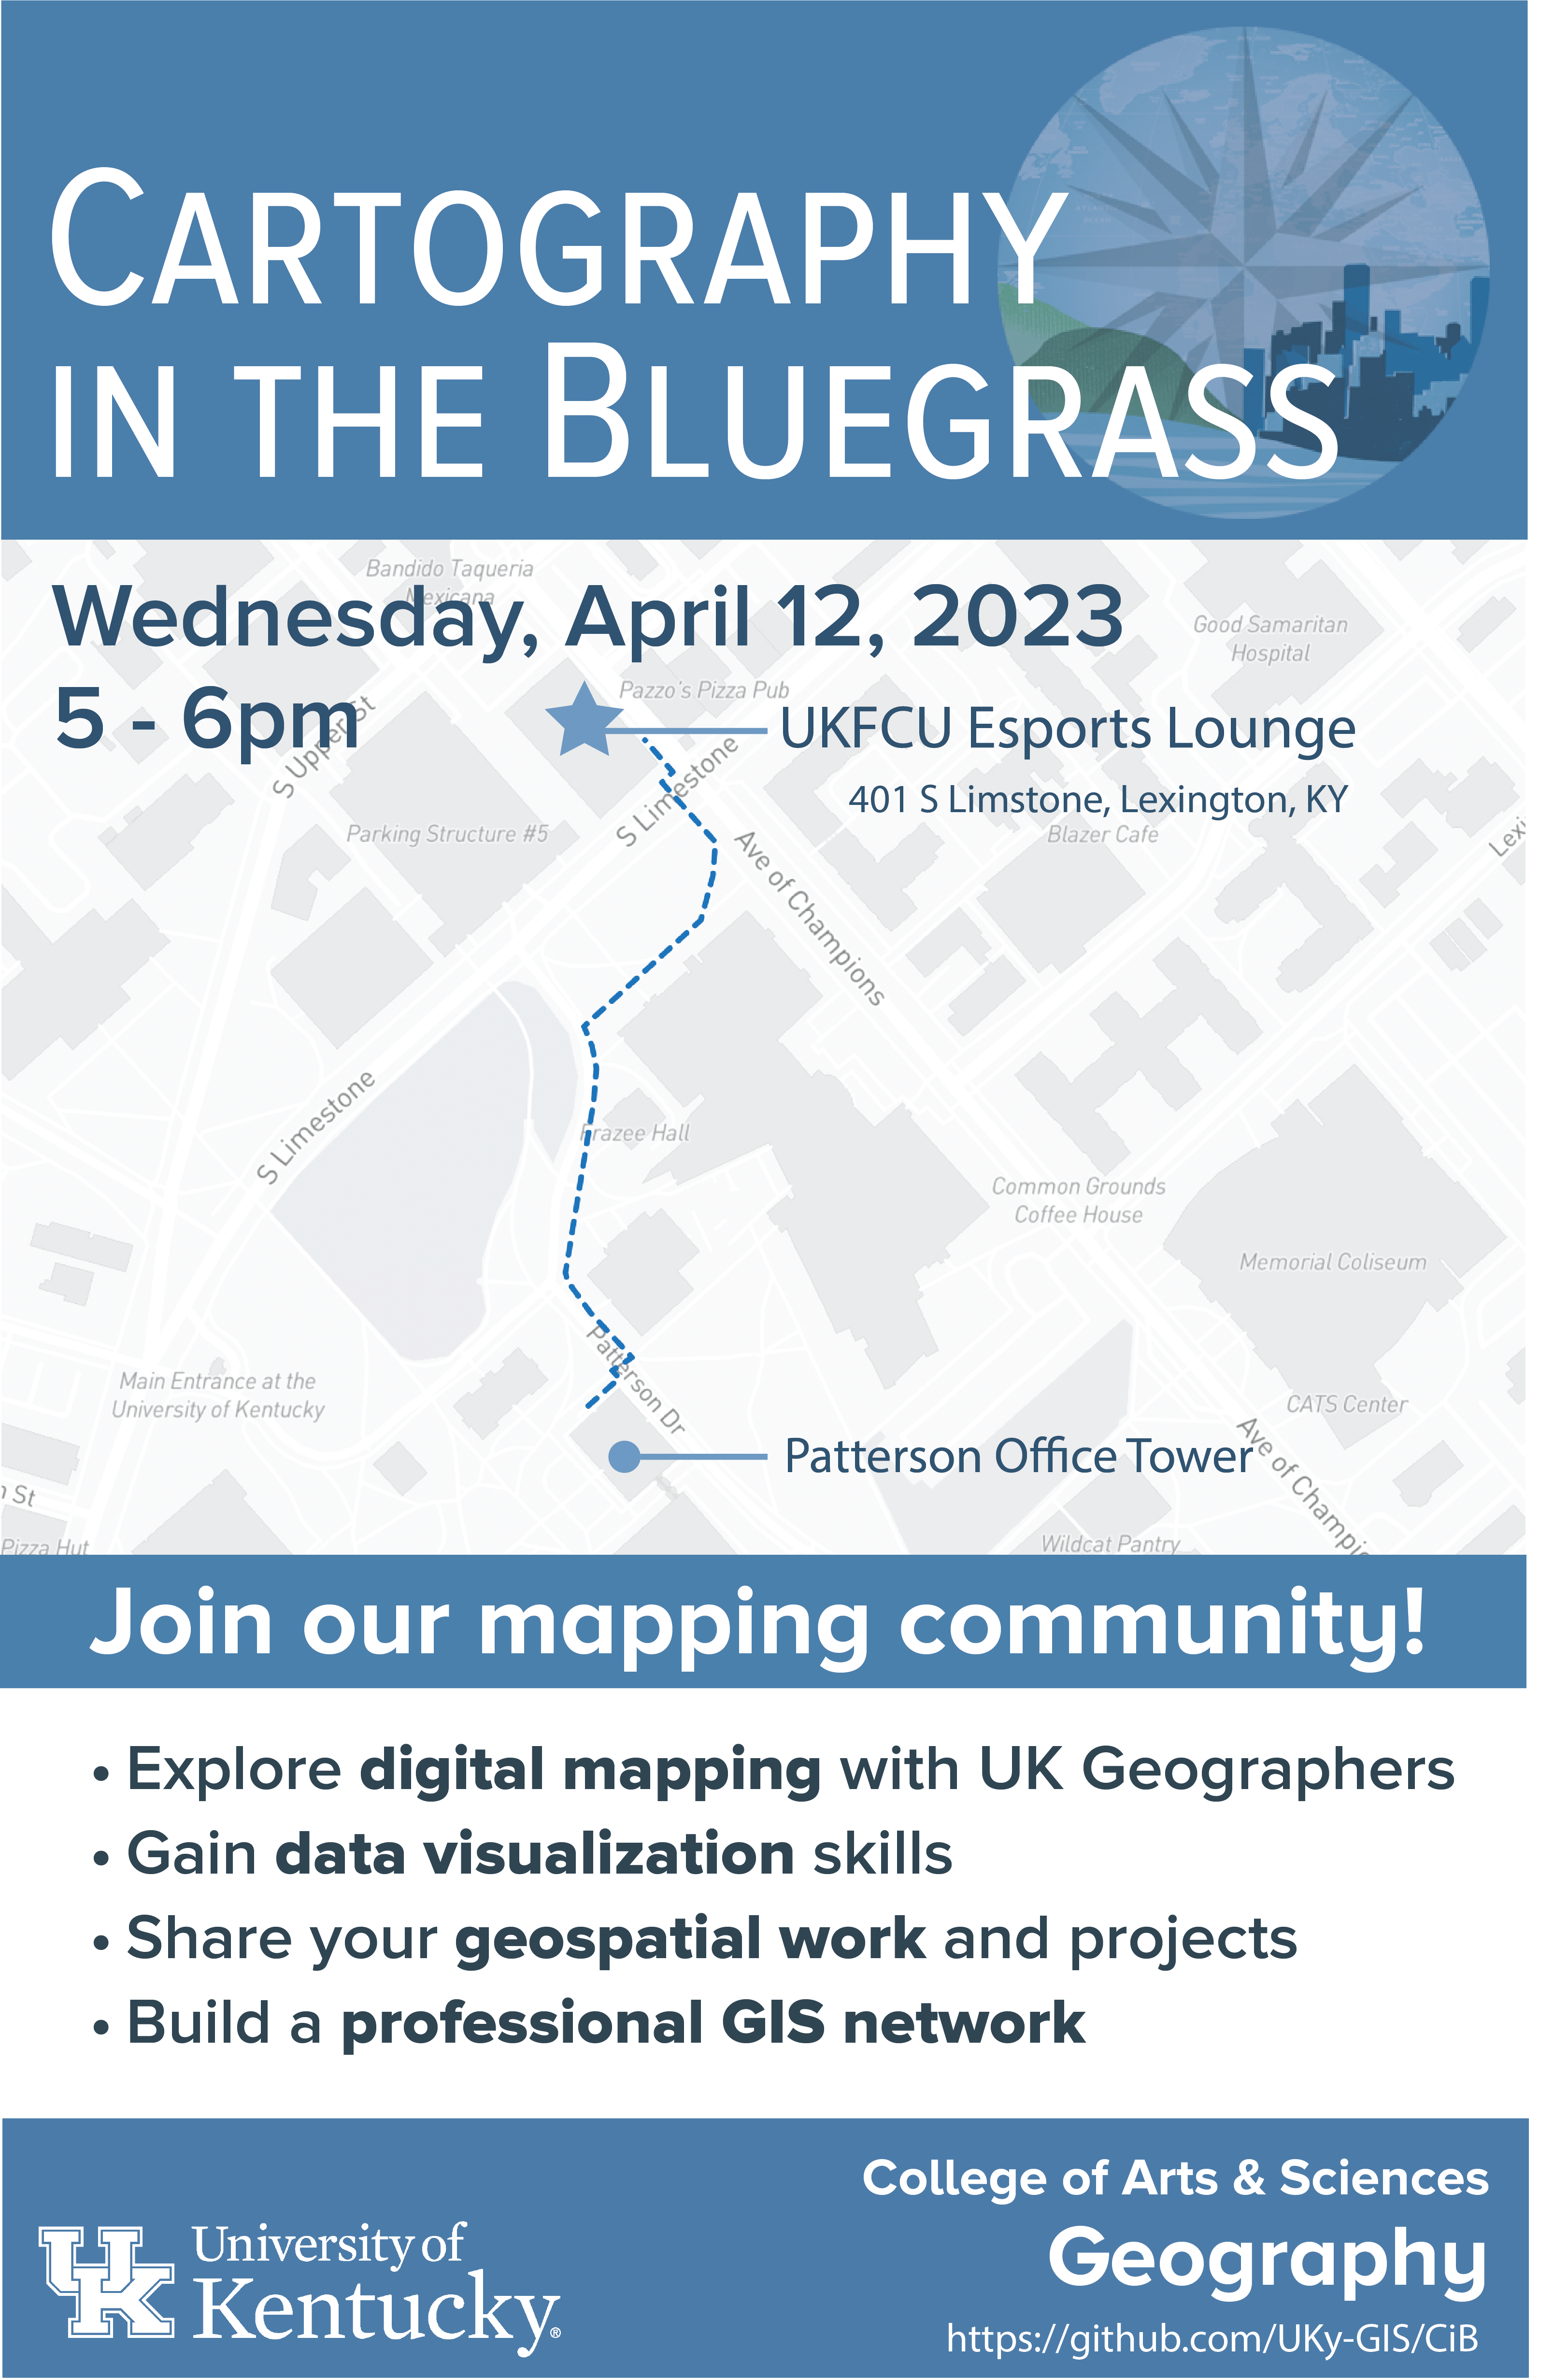 CARTOGRAPHY
IN THE BLUEGRASS
Bandido Taqueria
Mexicana
Wednesday, April 12, 2023
5 - 6pm
Good Samaritan
Hospital
Pazzo's Pizza Pub
UKFCU Esports Lounge
401 S Limstone, Lexington, KY
S Upper St
S Limestone
Parking Structure #5
Blazer Cafe
Lexi
Ave of Champions
S Limestone
Frazee Hall
Common Grounds
Coffee House
Memorial Coliseum
Main Entrance at the
University of Kentucky
Patterson Dr
CATS Center
Patterson Office Tower
Ave of Champio
St
Pizza Hut
Wildcat Pantry
Join our mapping community!
• Explore digital mapping with UK Geographers
• Gain data visualization skills
• Share your geospatial work and projects
• Build a professional GIS network
College of Arts & Sciences
Geography
https://github.com/UKy-GIS/CiB
UK
University of
Kentucky®